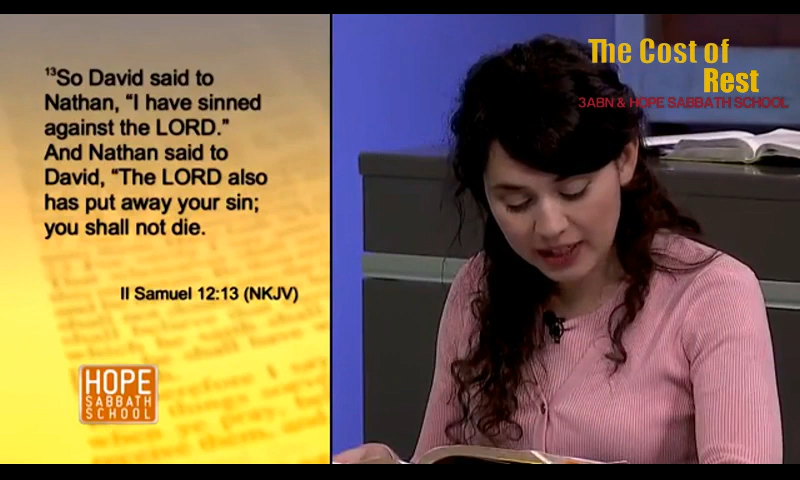 ¹³So David said to
Nathan, “I have sinned
against the LORD.”
And Nathan said to
David, “The LORD also
has put away your sin;
you shall not die.
II Samuel 12:13 (NKJV)
HOPE
SABBATH
SCHOOL
The Cost of
Rest
3ABN & HOPE SABBATH SCHOOL